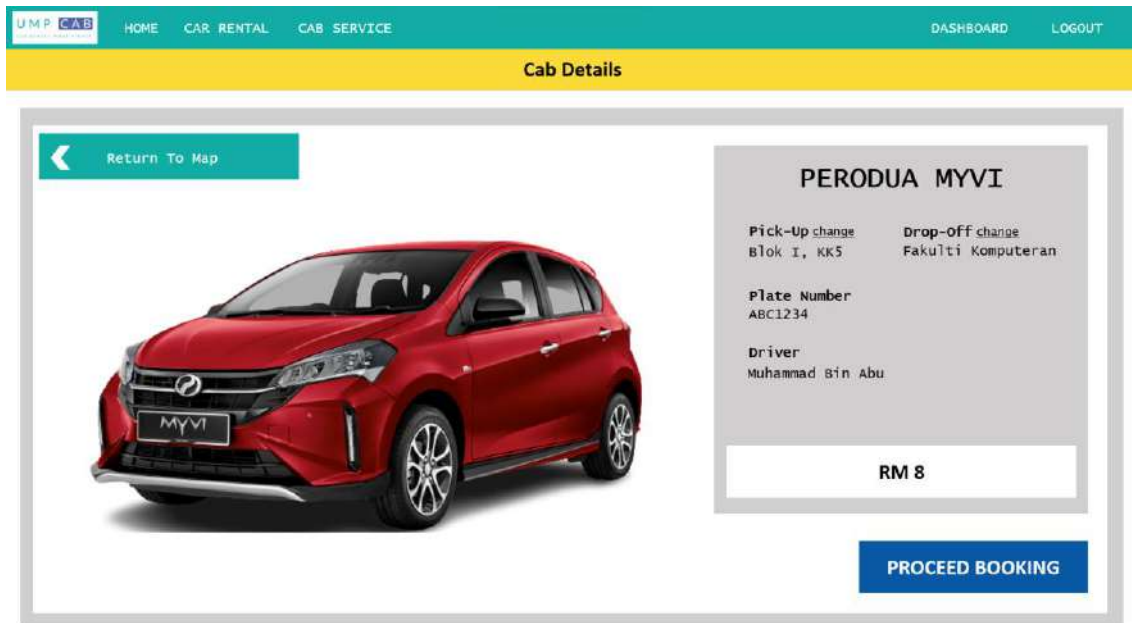 UMP CAB
HOME
CAR RENTAL
CAB SERVICE
DASHBOARD
LOGOUT
Cab Details
Return To Map
MYVI
PERODUA MYVI
Pick-Up change
Blok I, KK5
Drop-Off change
Fakulti Komputeran
Plate Number
ABC1234
Driver
Muhammad Bin Abu
RM 8
PROCEED BOOKING